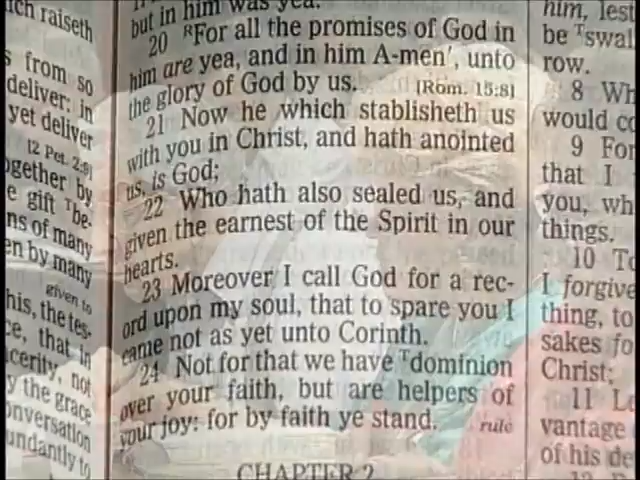 ich raiseth
s from so
deliver: in
yet deliver
[2 Pet. 2:9]
ogether by
e gift ᵀbe-
ns of many
en by many
given to
his, the tes-
ce, that in
cerity, not
y the grace
onversation
undantly to
but in him was yea.
20 ᴿFor all the promises of God in
him are yea, and in him A-men', unto
the glory of God by us. [Rom. 15:8]
21 Now he which stablisheth us
with you in Christ, and hath anointed
us, is God;
22 Who hath also sealed us, and
given the earnest of the Spirit in our
hearts.
23 Moreover I call God for a rec-
ord upon my soul, that to spare you I
came not as yet unto Corinth.
24 Not for that we have ᵀdominion
over your faith, but are helpers of
your joy: for by faith ye stand. rule
CHAPTER 2
him, lest
be ᵀswal
row.
8 Wh
would co
9 For
that I
you, wh
things.
10 To
I forgive
thing, to
sakes fo
Christ;
11 Le
vantage
of his de